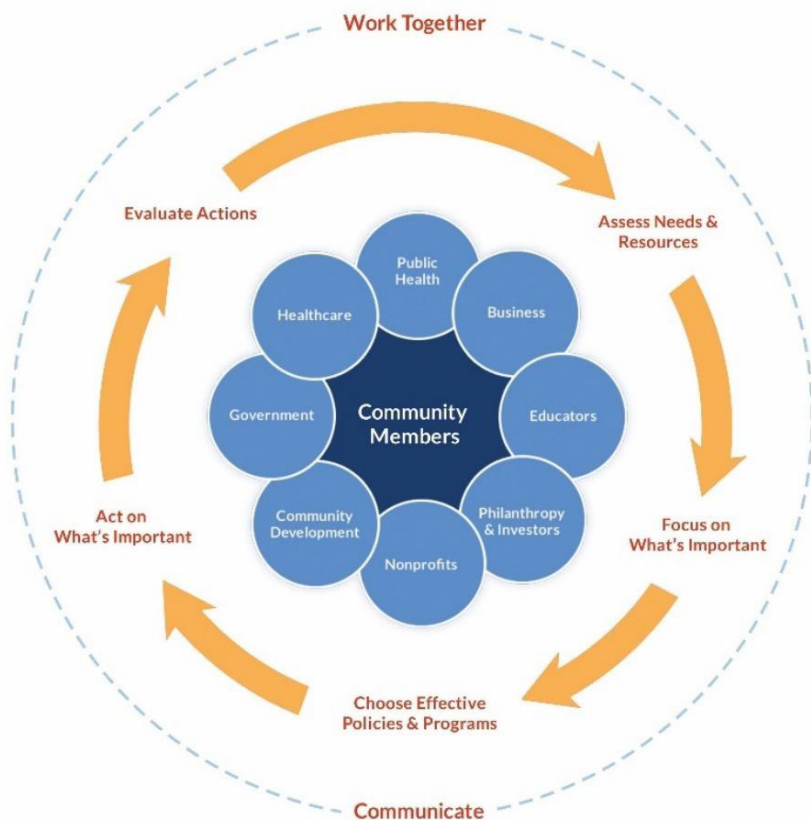 Work Together
Evaluate Actions
Assess Needs &
Resources
Public
Health
Healthcare
Business
Government
Community
Members
Educators
Community
Development
Philanthropy
& Investors
Nonprofits
Act on
What's Important
Focus on
What's Important
Choose Effective
Policies & Programs
Communicate